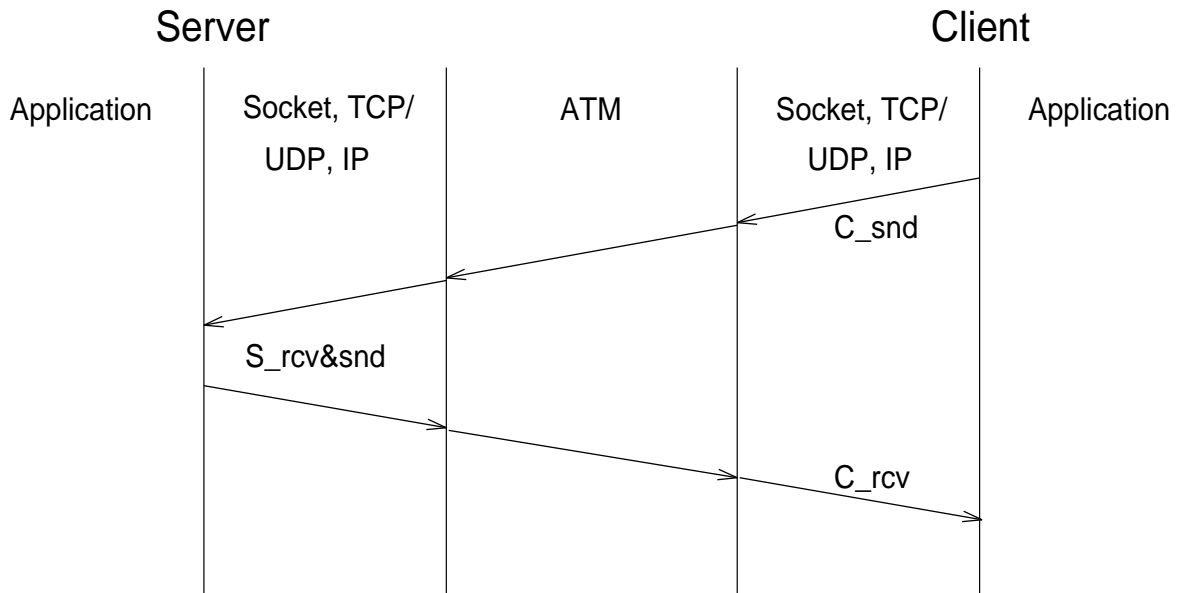 Server
Client
Application
Socket, TCP/
UDP, IP
ATM
Socket, TCP/
UDP, IP
Application
C_snd
S_rcv&snd
C_rcv